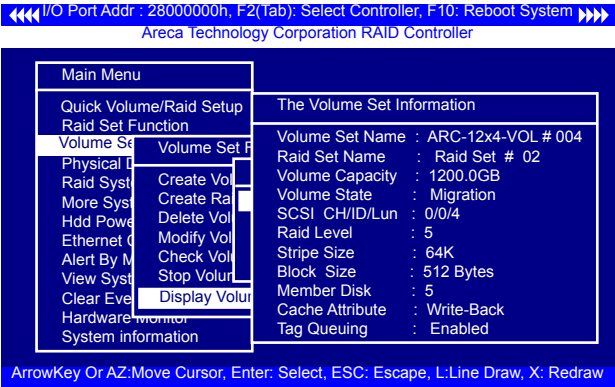 I/O Port Addr : 28000000h, F2(Tab): Select Controller, F10: Reboot System
Areca Technology Corporation RAID Controller
Main Menu
Quick Volume/Raid Setup
Raid Set Function
Volume Se
Physical D
Raid Syst
More Syst
Hdd Powe
Ethernet C
Alert By M
View Syst
Clear Eve
Hardware Monitor
System information
Volume Set F
Create Vol
Create Ra
Delete Vol
Modify Vol
Check Vol
Stop Volum
Display Volum
The Volume Set Information
Volume Set Name : ARC-12x4-VOL # 004
Raid Set Name : Raid Set # 02
Volume Capacity : 1200.0GB
Volume State : Migration
SCSI CH/ID/Lun : 0/0/4
Raid Level : 5
Stripe Size : 64K
Block Size : 512 Bytes
Member Disk : 5
Cache Attribute : Write-Back
Tag Queuing : Enabled
ArrowKey Or AZ:Move Cursor, Enter: Select, ESC: Escape, L:Line Draw, X: Redraw